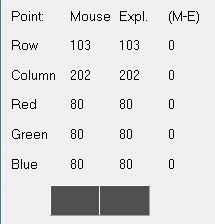 Point: Mouse Expl. (M-E)
Row 103 103 0
Column 202 202 0
Red 80 80 0
Green 80 80 0
Blue 80 80 0